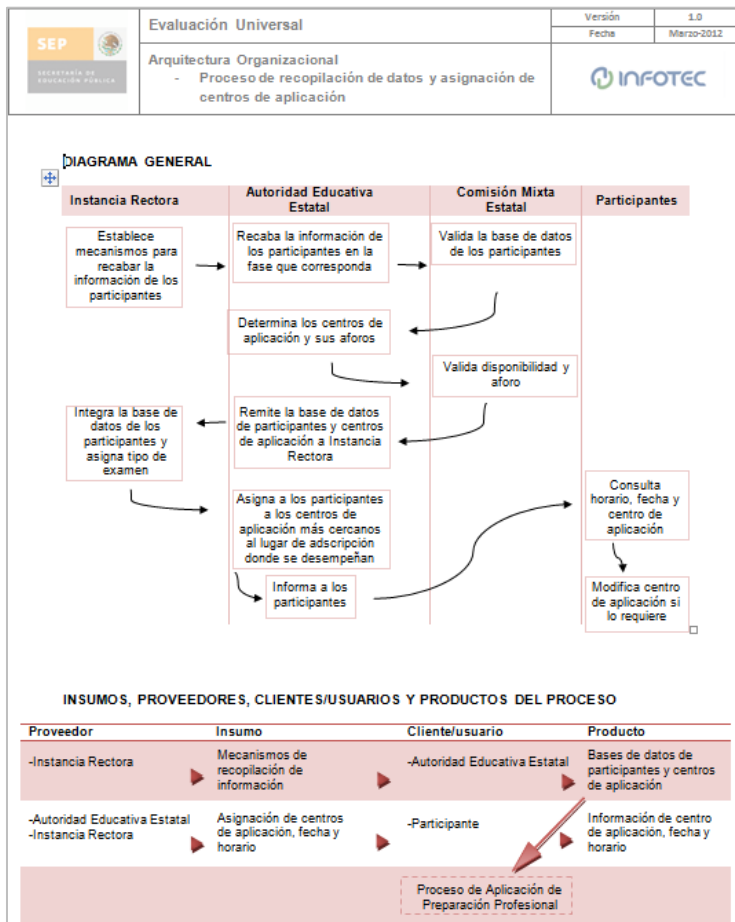 SEP
SECRETARÍA DE
EDUCACIÓN PÚBLICA
Evaluación Universal
Versión 1.0
Fecha Marzo-2012
Arquitectura Organizacional
- Proceso de recopilación de datos y asignación de
centros de aplicación
INFOTEC
DIAGRAMA GENERAL
Instancia Rectora
Autoridad Educativa
Estatal
Comisión Mixta
Estatal
Participantes
Establece
mecanismos para
recabar la
información de los
participantes
Recaba la información de
los participantes en la
fase que corresponda
Valida la base de datos
de los participantes
Determina los centros de
aplicación y sus aforos
Valida disponibilidad y
aforo
Remite la base de datos
de participantes y centros
de aplicación a Instancia
Rectora
Integra la base de
datos de los
participantes y
asigna tipo de
examen
Asigna a los participantes
a los centros de
aplicación más cercanos
al lugar de adscripción
donde se desempeñan
Informa a los
participantes
Consulta
horario, fecha y
centro de
aplicación
Modifica centro
de aplicación si
lo requiere
INSUMOS, PROVEEDORES, CLIENTES/USUARIOS Y PRODUCTOS DEL PROCESO
Proveedor Insumo Cliente/usuario Producto
-Instancia Rectora
Mecanismos de
recopilación de
información
-Autoridad Educativa Estatal
Bases de datos de
participantes y centros
de aplicación
-Autoridad Educativa Estatal
-Instancia Rectora
Asignación de centros
de aplicación, fecha y
horario
-Participante
Información de centro
de aplicación, fecha y
horario
Proceso de Aplicación de
Preparación Profesional